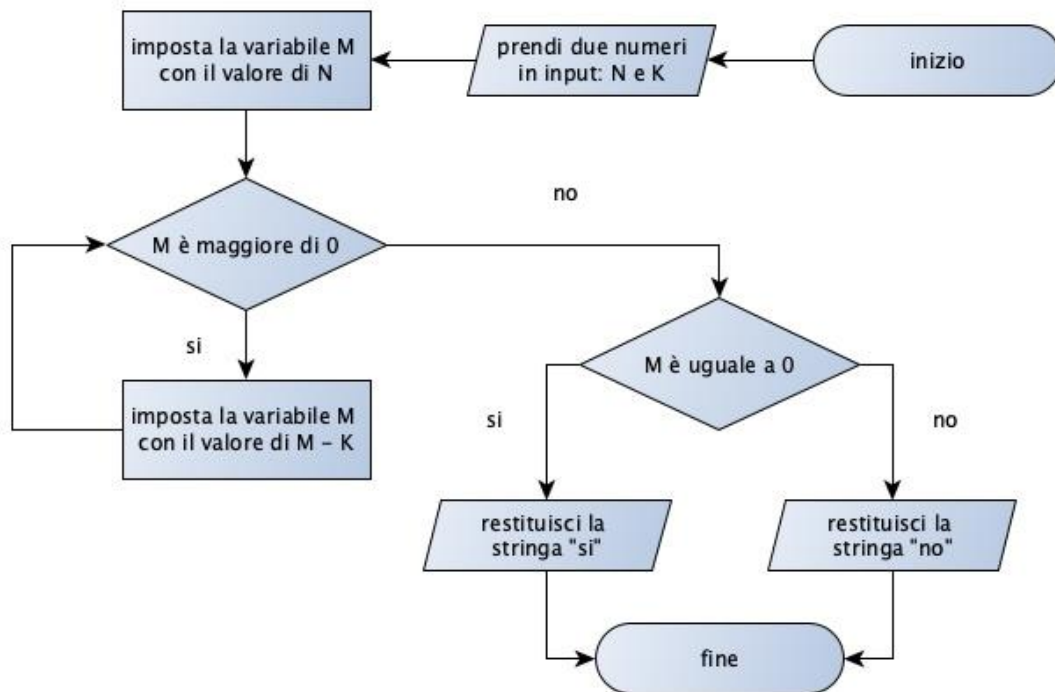 inizio
prendi due numeri
in input: N e K
imposta la variabile M
con il valore di N
M è maggiore di 0
si
imposta la variabile M
con il valore di M – K
no
M è uguale a 0
si
restituisci la
stringa "si"
no
restituisci la
stringa "no"
fine